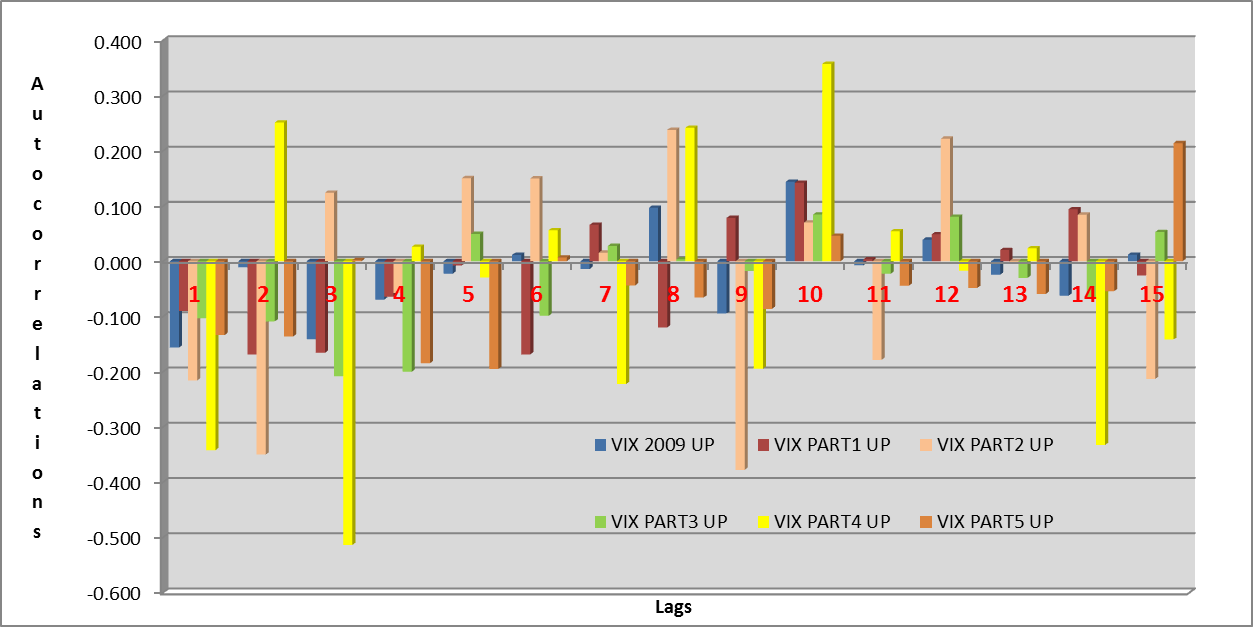 Autocorrelations
0.400
0.300
0.200
0.100
0.000
-0.100
-0.200
-0.300
-0.400
-0.500
-0.600
1 2 3 4 5 6 7 8 9 10 11 12 13 14 15
VIX 2009 UP VIX PART1 UP VIX PART2 UP
VIX PART3 UP VIX PART4 UP VIX PART5 UP
Lags